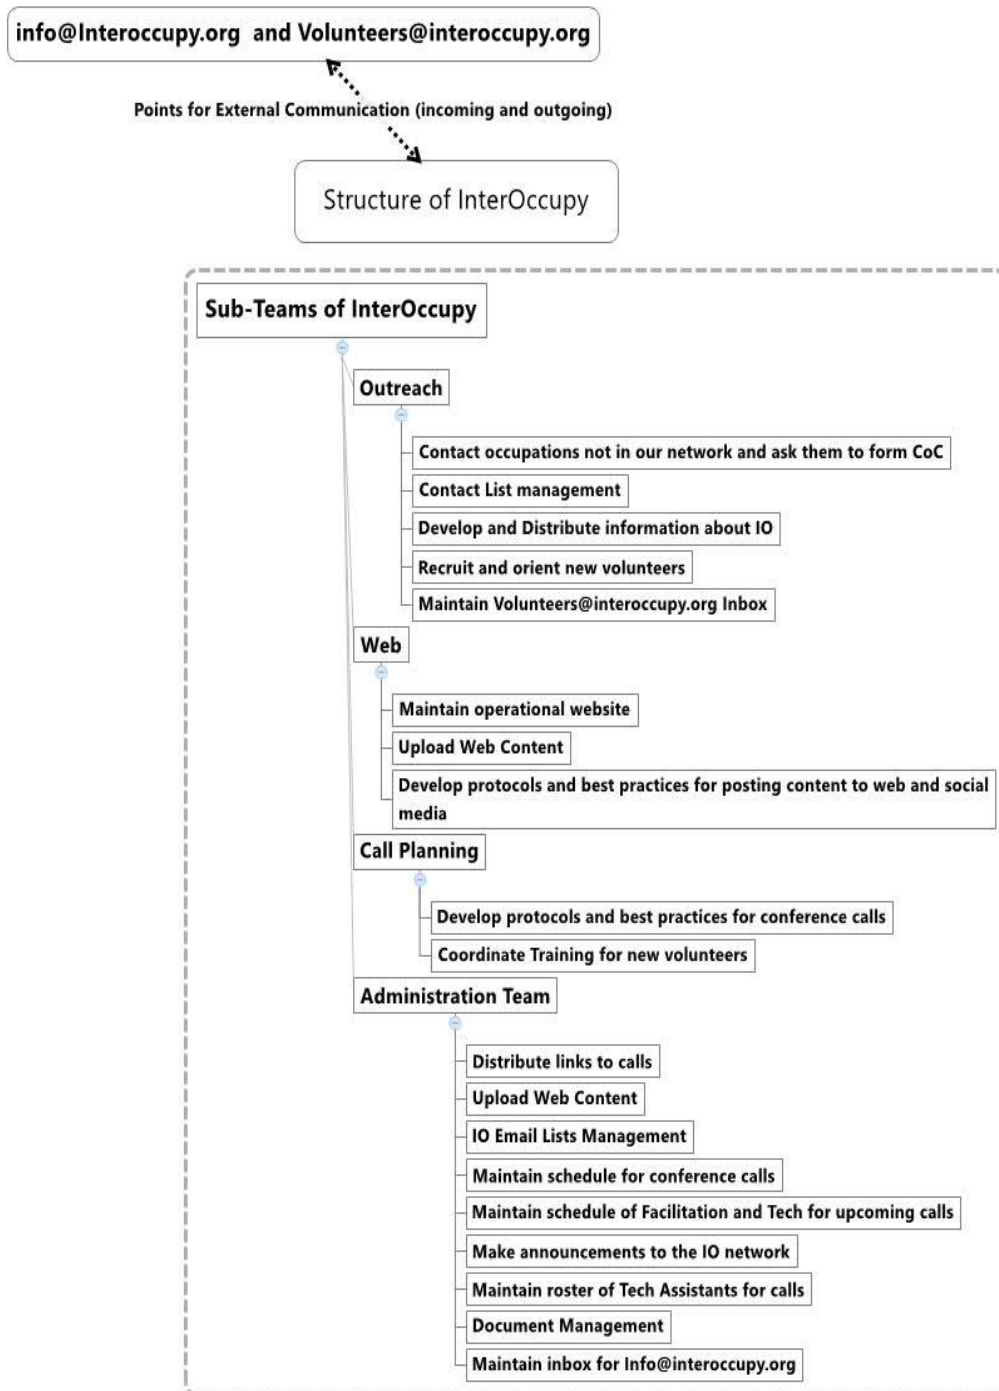 info@Interoccupy.org and Volunteers@interoccupy.org
Points for External Communication (incoming and outgoing)
Structure of InterOccupy
Sub-Teams of InterOccupy
Outreach
Contact occupations not in our network and ask them to form CoC
Contact List management
Develop and Distribute information about IO
Recruit and orient new volunteers
Maintain Volunteers@interoccupy.org Inbox
Web
Maintain operational website
Upload Web Content
Develop protocols and best practices for posting content to web and social
media
Call Planning
Develop protocols and best practices for conference calls
Coordinate Training for new volunteers
Administration Team
Distribute links to calls
Upload Web Content
IO Email Lists Management
Maintain schedule for conference calls
Maintain schedule of Facilitation and Tech for upcoming calls
Make announcements to the IO network
Maintain roster of Tech Assistants for calls
Document Management
Maintain inbox for Info@interoccupy.org